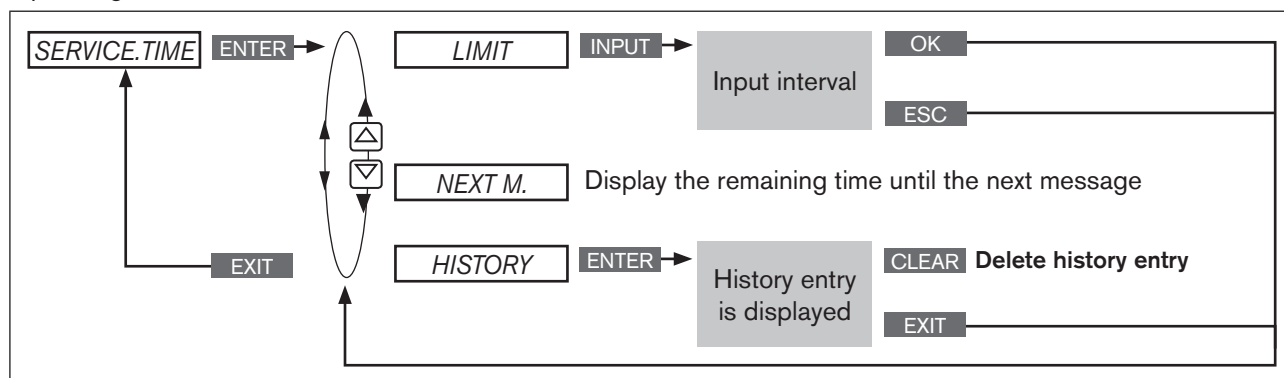 SERVICE.TIME ENTER LIMIT INPUT Input interval OK
ESC
NEXT M. Display the remaining time until the next message
EXIT HISTORY ENTER History entry
is displayed CLEAR Delete history entry
EXIT